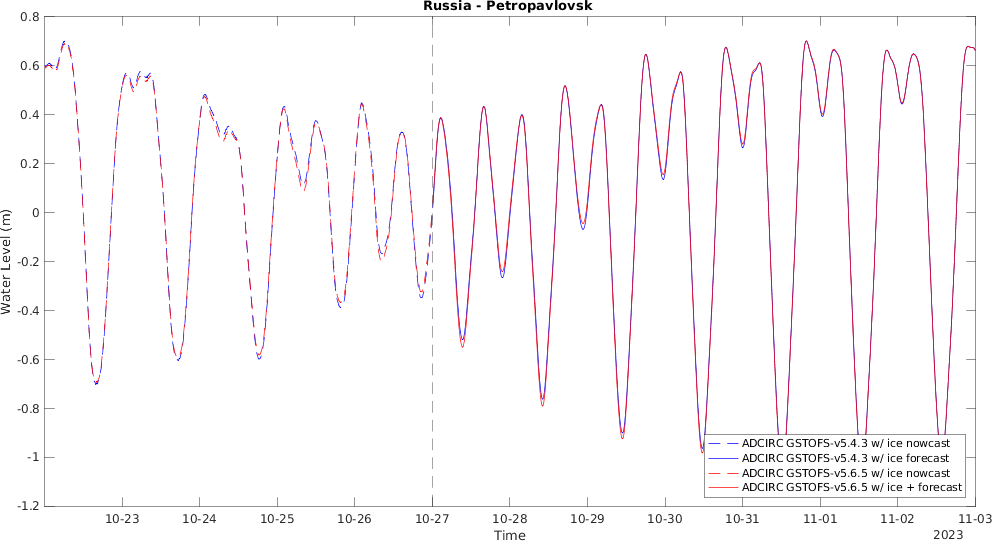 Russia - Petropavlovsk
Water Level (m)
0.8
0.6
0.4
0.2
0
-0.2
-0.4
-0.6
-0.8
-1
-1.2
ADCIRC GSTOFS-v5.4.3 w/ ice nowcast
ADCIRC GSTOFS-v5.4.3 w/ ice forecast
ADCIRC GSTOFS-v5.6.5 w/ ice nowcast
ADCIRC GSTOFS-v5.6.5 w/ ice + forecast
10-23 10-24 10-25 10-26 10-27 10-28 10-29 10-30 10-31 11-01 11-02 11-03
Time
2023